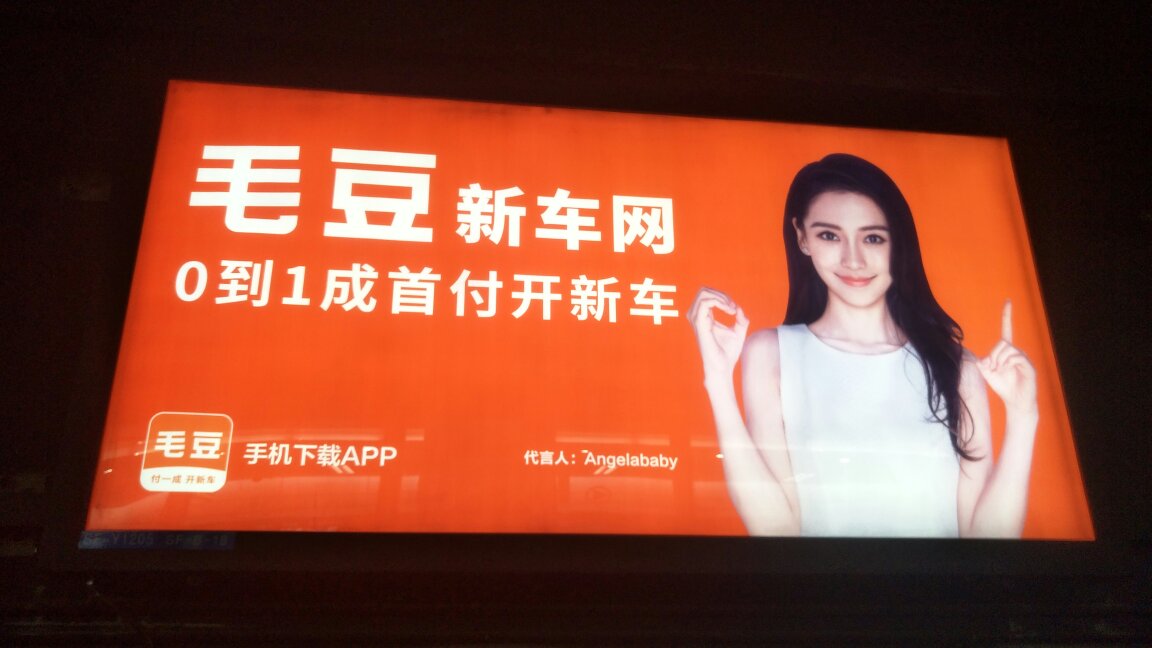 毛豆新车网
0到1成首付开新车
毛豆
付一成 开新车
手机下载APP
代言人：Angelababy